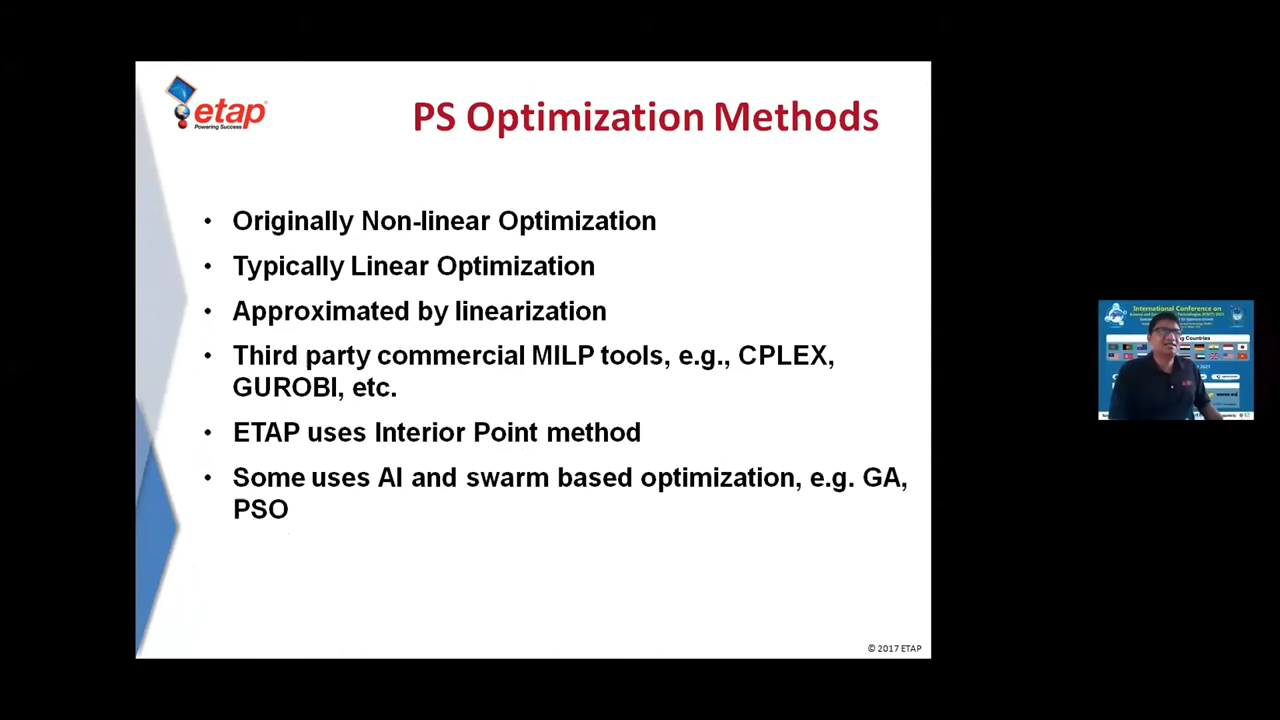 etap
Powering Success
PS Optimization Methods
• Originally Non-linear Optimization
• Typically Linear Optimization
• Approximated by linearization
• Third party commercial MILP tools, e.g., CPLEX,
GUROBI, etc.
• ETAP uses Interior Point method
• Some uses AI and swarm based optimization, e.g. GA,
PSO
© 2017 ETAP
International Conference on